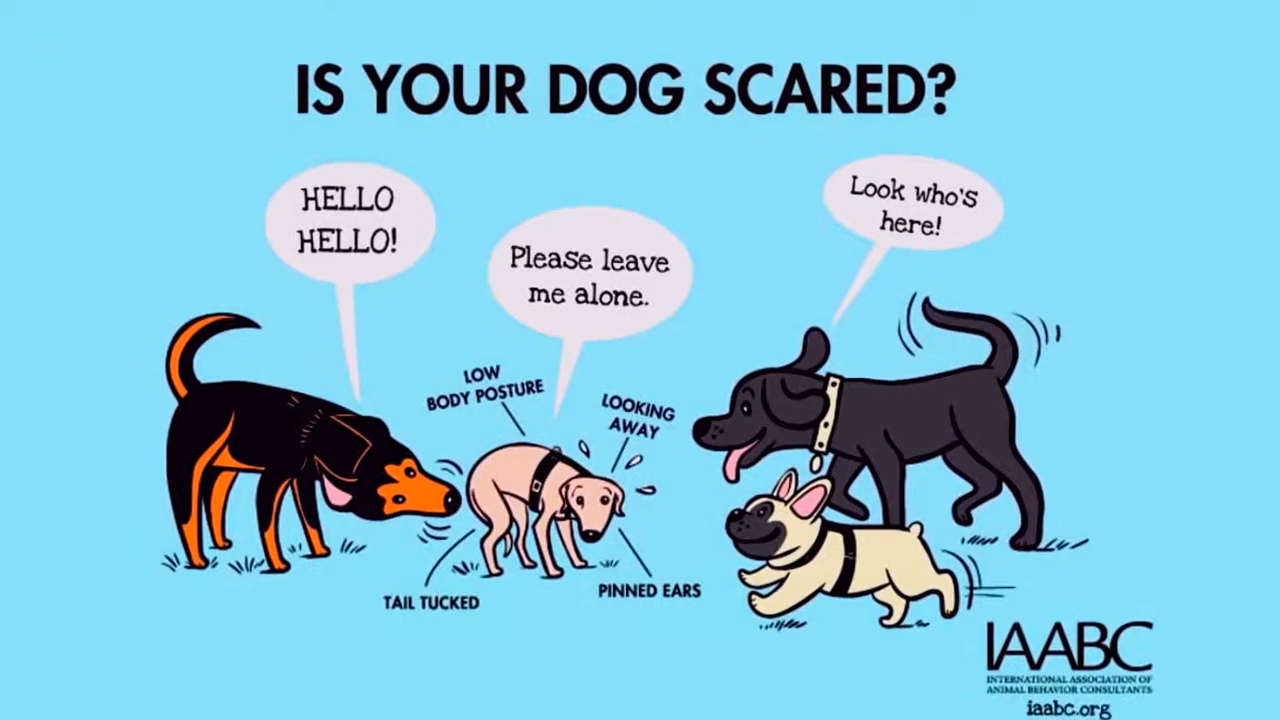 IS YOUR DOG SCARED?
HELLO
HELLO!
Please leave
me alone.
Look who's
here!
LOW
BODY POSTURE
LOOKING
AWAY
TAIL TUCKED
PINNED EARS
IAABC
INTERNATIONAL ASSOCIATION OF
ANIMAL BEHAVIOR CONSULTANTS
iaabc.org